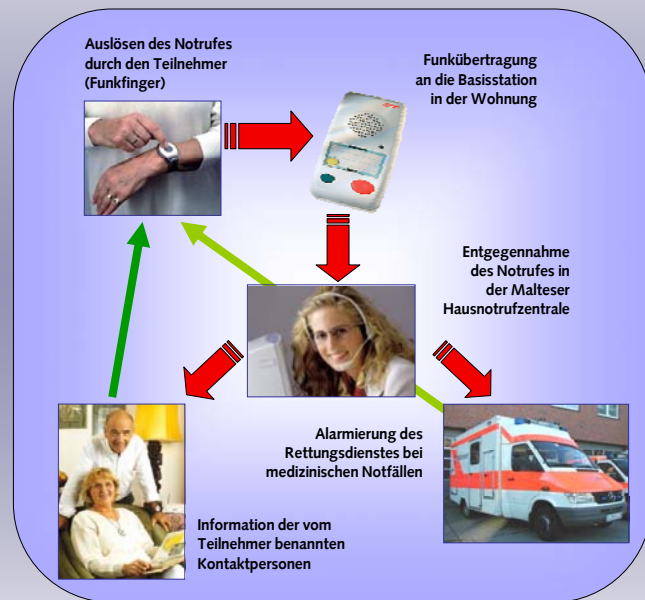 Auslösen des Notrufes
durch den Teilnehmer
(Funkfinger)
Funkübertragung
an die Basisstation
in der Wohnung
Entgegennahme
des Notrufes in
der Malteser
Hausnotrufzentrale
Alarmierung des
Rettungsdienstes bei
medizinischen Notfällen
Information der vom
Teilnehmer benannten
Kontaktpersonen